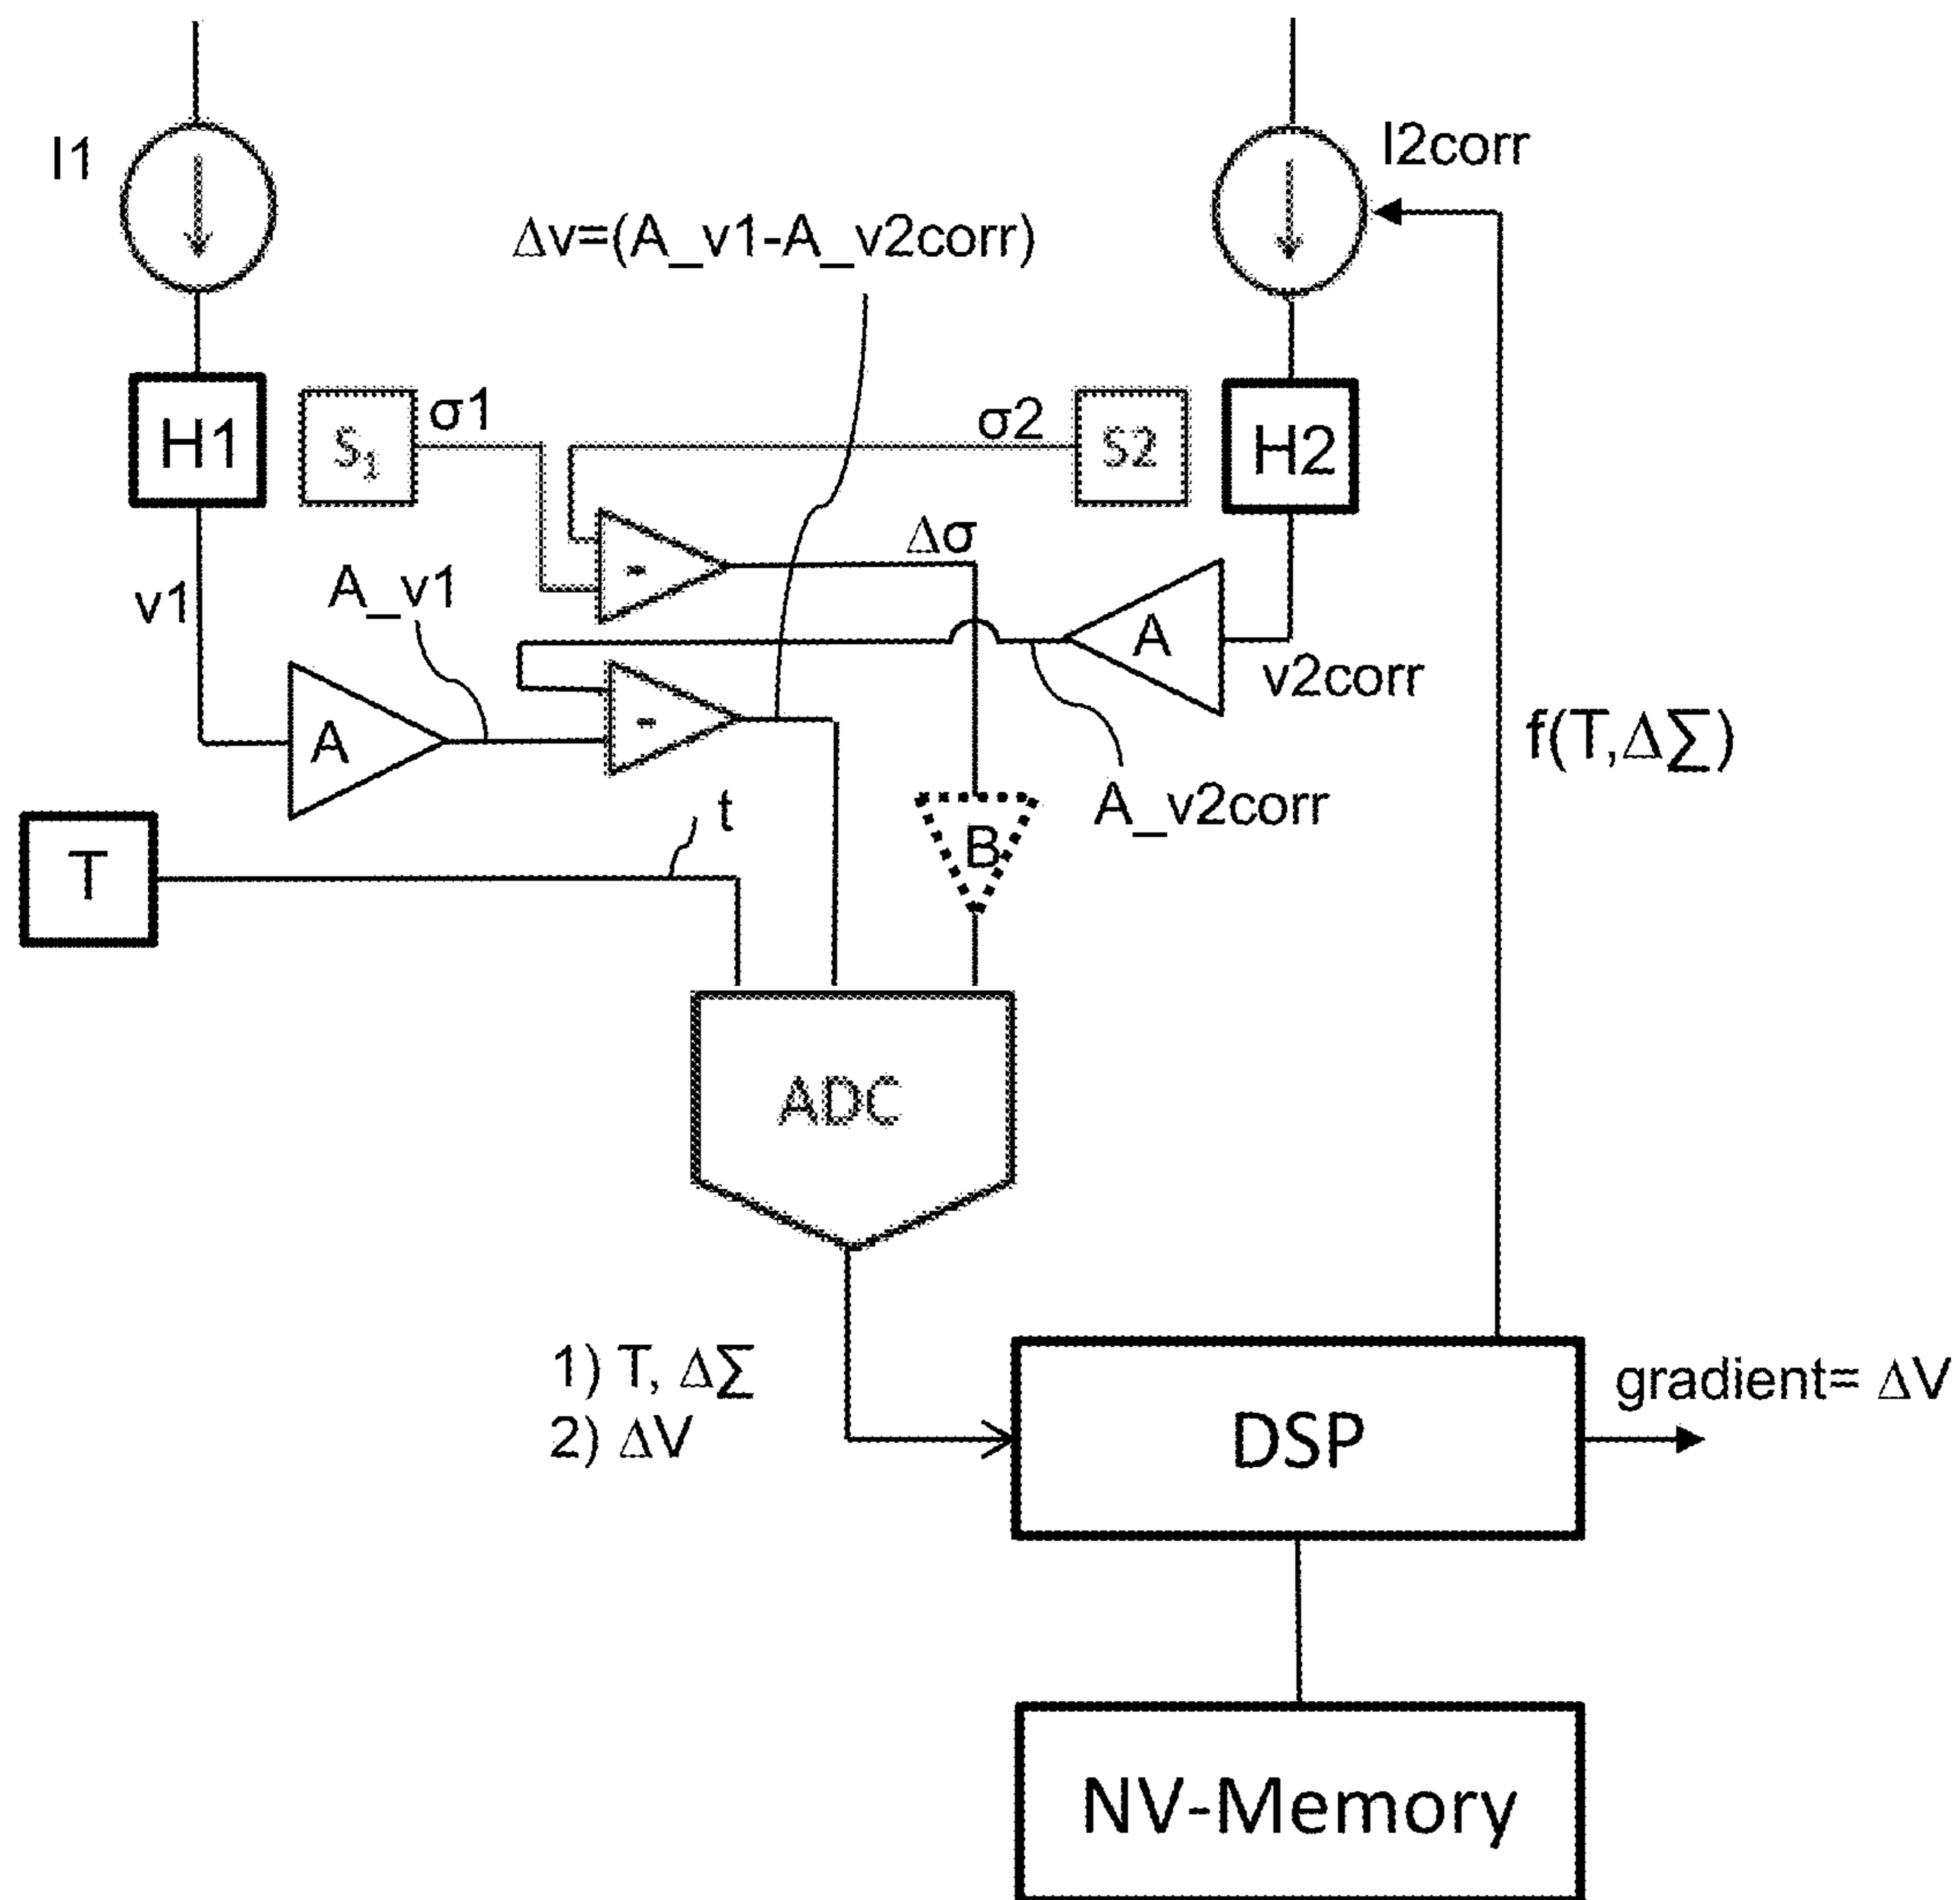 I1
I2corr
Δv=(A_v1-A_v2corr)
H1
S₁
σ1
σ2
S2
H2
Δσ
v1
A_v1
-
A
v2corr
-
A
f(T,Δ∑)
t
A_v2corr
B
T
ADC
1) T, Δ∑
2) ΔV
gradient= ΔV
DSP
NV-Memory